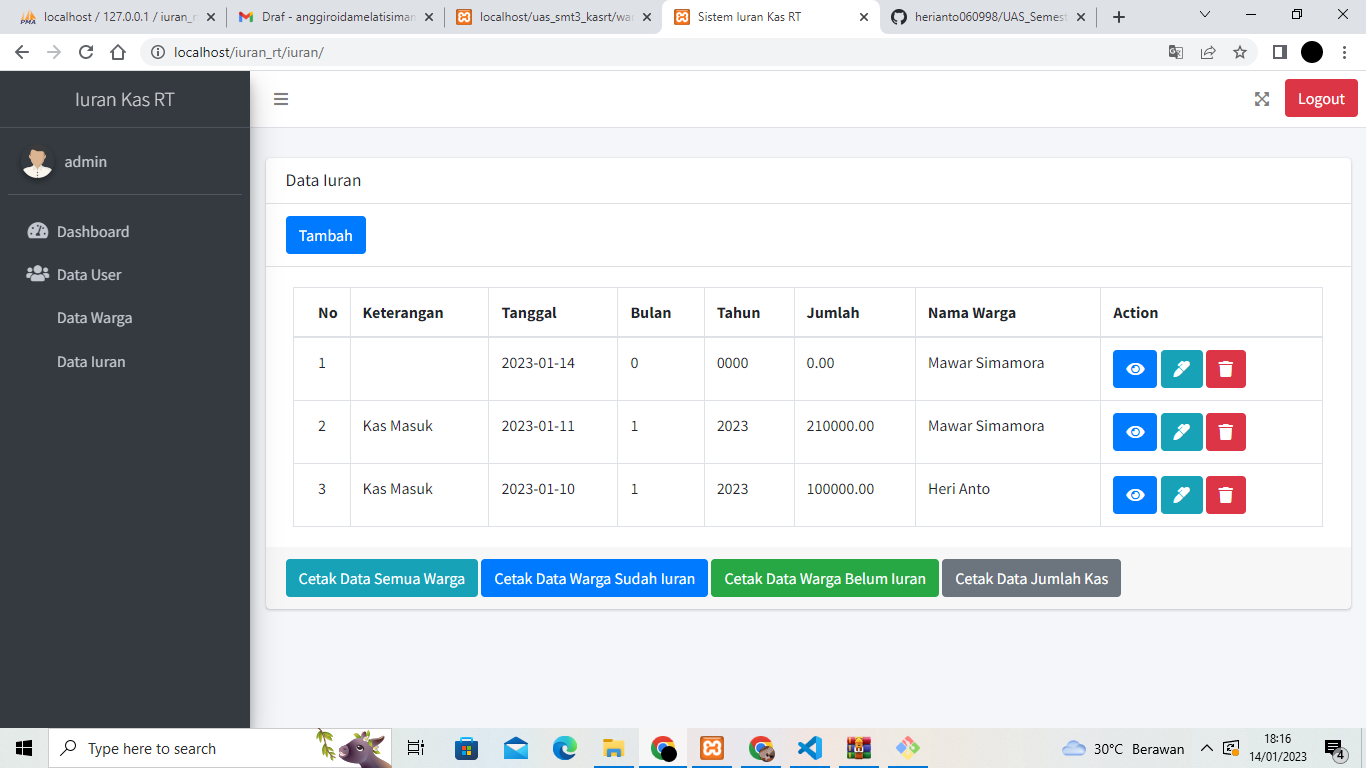 localhost / 127.0.0.1 / iuran_r
Draf - anggiroidamelatisiman
localhost/uas_smt3_kasrt/war
Sistem Iuran Kas RT
herianto060998/UAS_Semest
localhost/iuran_rt/iuran/
Iuran Kas RT
Logout
admin
Dashboard
Data User
Data Warga
Data Iuran
Data Iuran
Tambah
No Keterangan Tanggal Bulan Tahun Jumlah Nama Warga Action
1 2023-01-14 0 0000 0.00 Mawar Simamora
2 Kas Masuk 2023-01-11 1 2023 210000.00 Mawar Simamora
3 Kas Masuk 2023-01-10 1 2023 100000.00 Heri Anto
Cetak Data Semua Warga Cetak Data Warga Sudah Iuran Cetak Data Warga Belum Iuran Cetak Data Jumlah Kas
Type here to search
30°C Berawan
18:16
14/01/2023
4